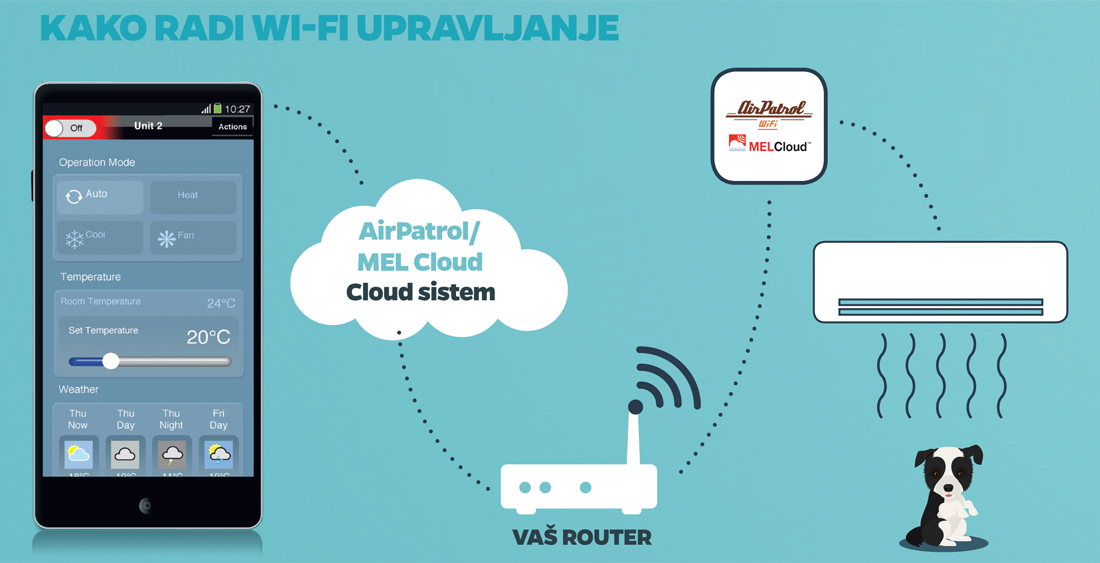 KAKO RADI WI-FI UPRAVLJANJE
10:27
Off
Unit 2
Actions
Operation Mode
Auto
Heat
Cool
Fan
Temperature
Room Temperature 24°C
Set Temperature 20°C
Weather
Thu Now
Thu Day
Thu Night
Fri Day
AirPatrol/
MEL Cloud
Cloud sistem
AirPatrol
WiFi
MELCloud™
VAŠ ROUTER